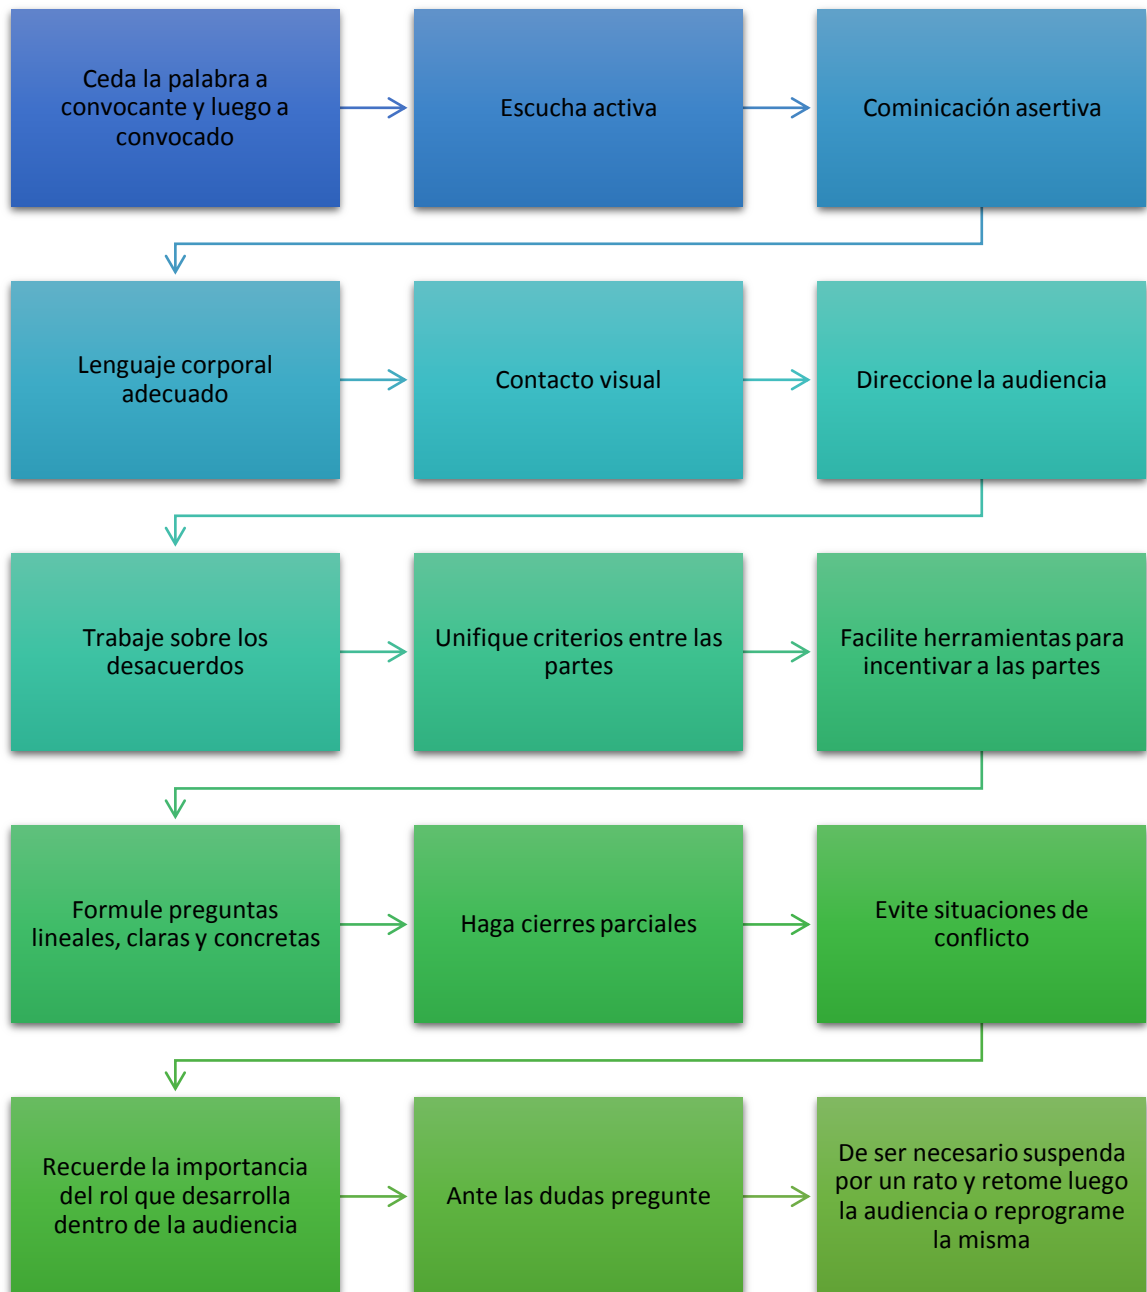 Ceda la palabra a
convocante y luego a
convocado
Escucha activa
Cominicación asertiva
Lenguaje corporal
adecuado
Contacto visual
Direccione la audiencia
Trabaje sobre los
desacuerdos
Unifique criterios entre las
partes
Facilite herramientas para
incentivar a las partes
Formule preguntas
lineales, claras y concretas
Haga cierres parciales
Evite situaciones de
conflicto
Recuerde la importancia
del rol que desarrolla
dentro de la audiencia
Ante las dudas pregunte
De ser necesario suspenda
por un rato y retome luego
la audiencia o reprograme
la misma